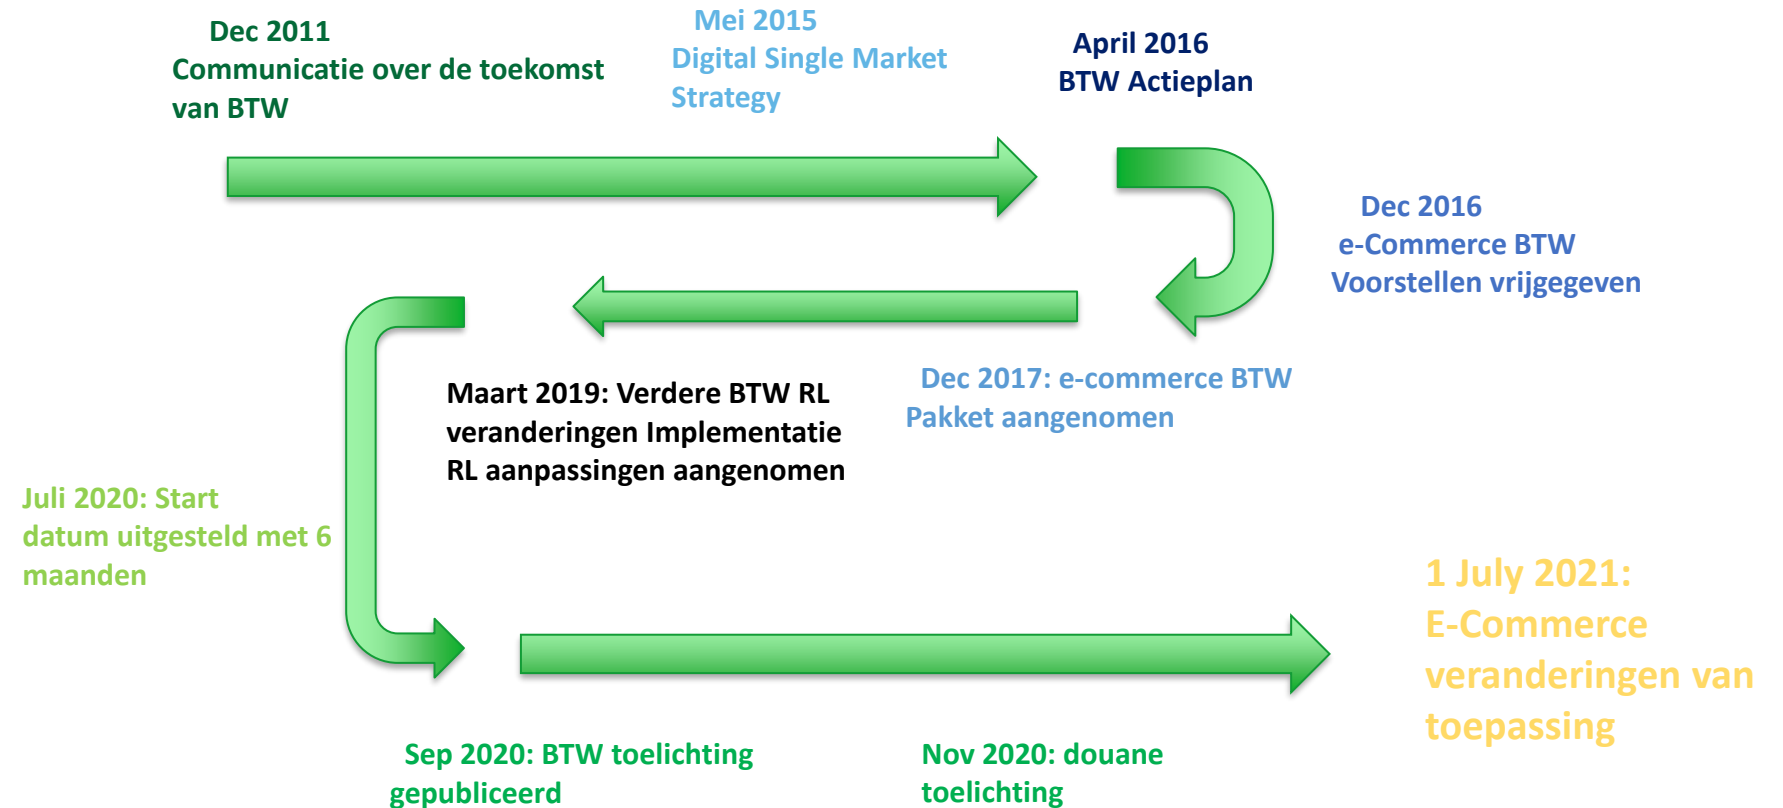 Dec 2011
Communicatie over de toekomst
van BTW
Mei 2015
Digital Single Market
Strategy
April 2016
BTW Actieplan
Dec 2016
e-Commerce BTW
Voorstellen vrijgegeven
Dec 2017: e-commerce BTW
Pakket aangenomen
Maart 2019: Verdere BTW RL
veranderingen Implementatie
RL aanpassingen aangenomen
Juli 2020: Start
datum uitgesteld met 6
maanden
Sep 2020: BTW toelichting
gepubliceerd
Nov 2020: douane
toelichting
1 July 2021:
E-Commerce
veranderingen van
toepassing